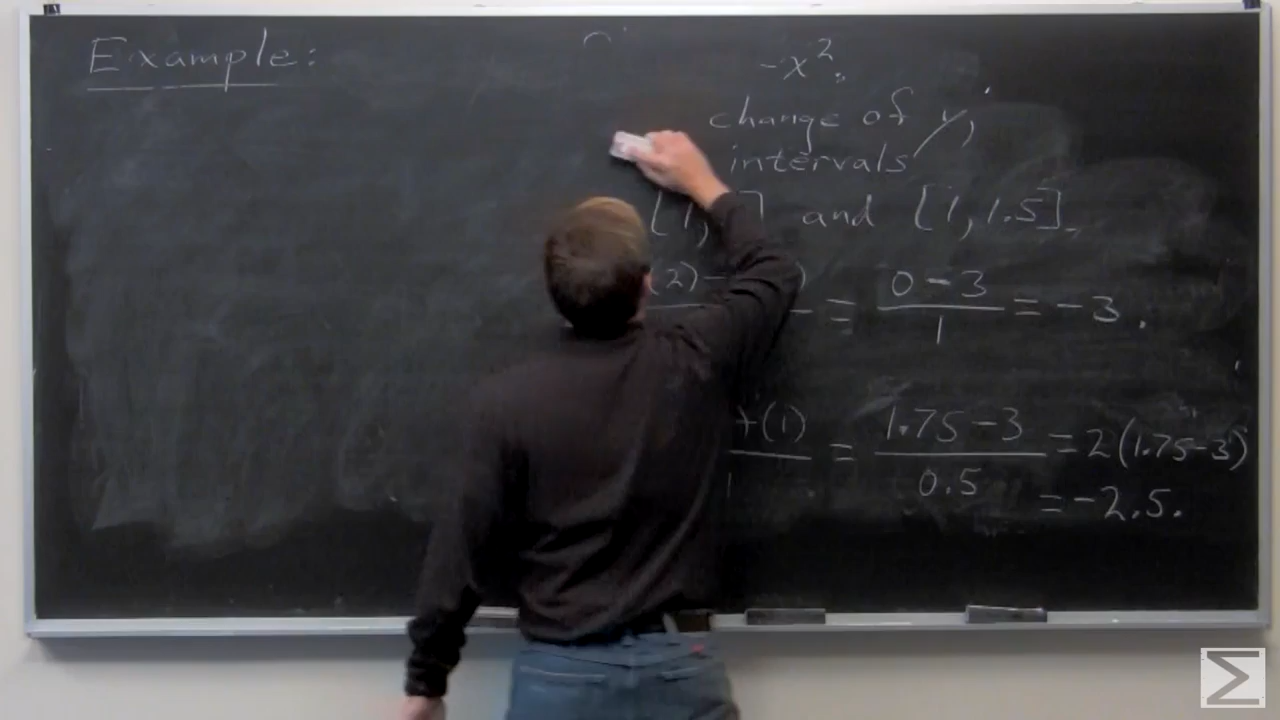 Example:
-x².
change of y,
intervals
[1, ] and [1, 1.5].
(2)- ) = 0-3 / 1 = -3.
f(1) / 1 = 1.75-3 / 0.5 = 2(1.75-3)
= -2.5.
Σ